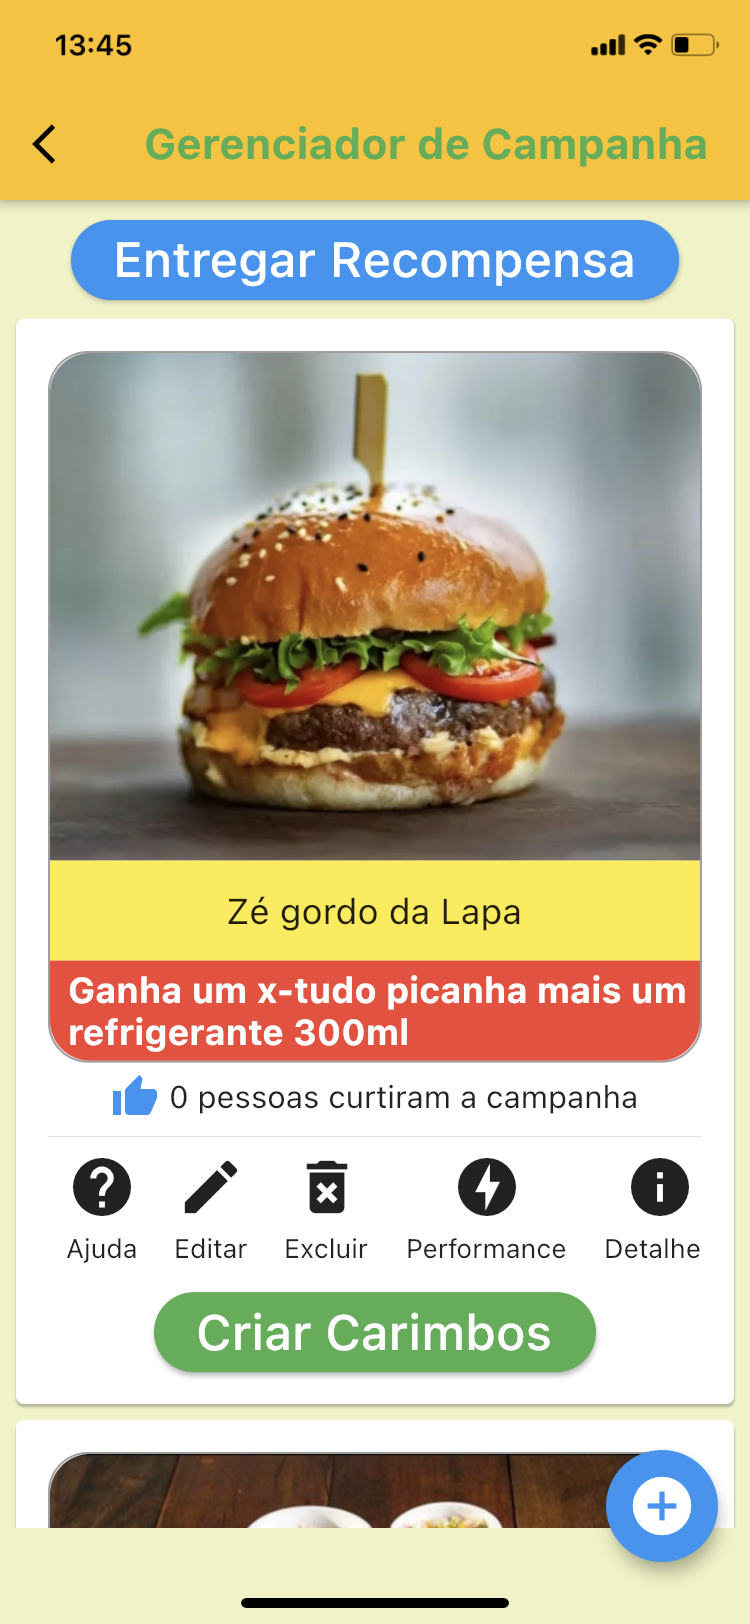 13:45
Gerenciador de Campanha
Entregar Recompensa
Zé gordo da Lapa
Ganha um x-tudo picanha mais um
refrigerante 300ml
0 pessoas curtiram a campanha
Ajuda Editar Excluir Performance Detalhe
Criar Carimbos